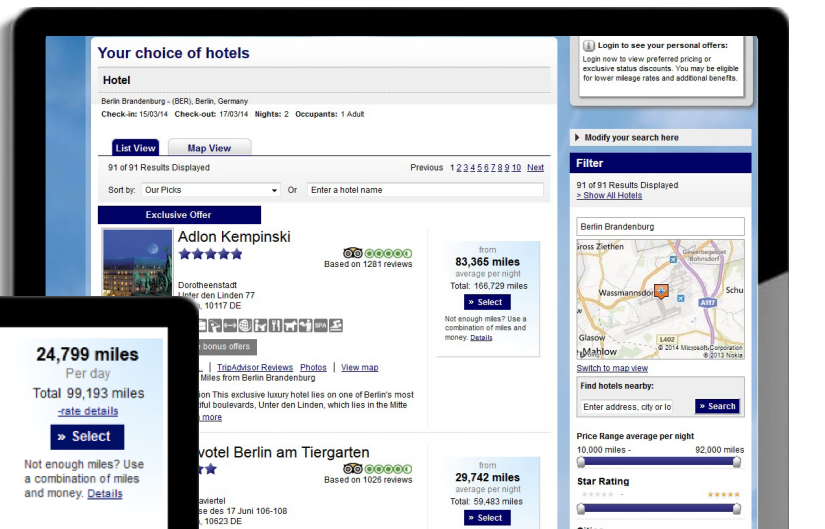 Your choice of hotels
Hotel
Berlin Brandenburg - (BER), Berlin, Germany
Check-in: 15/03/14 Check-out: 17/03/14 Nights: 2 Occupants: 1 Adult
List View Map View
91 of 91 Results Displayed
Previous 1 2 3 4 5 6 7 8 9 10 Next
Sort by: Our Picks Or Enter a hotel name
Exclusive Offer
Adlon Kempinski
Based on 1281 reviews
Dorotheenstadt
Unter den Linden 77
, 10117 DE
SPA
bonus offers
TripAdvisor Reviews | Photos | View map
Miles from Berlin Brandenburg
on This exclusive luxury hotel lies on one of Berlin's most
ful boulevards, Unter den Linden, which lies in the Mitte
more
from
83,365 miles
average per night
Total: 166,729 miles
» Select
Not enough miles? Use a
combination of miles and
money. Details
votel Berlin am Tiergarten
Based on 1026 reviews
aviertel
se des 17 Juni 106-108
, 10623 DE
from
29,742 miles
average per night
Total: 59,483 miles
» Select
Login to see your personal offers:
Login now to view preferred pricing or
exclusive status discounts. You may be eligible
for lower mileage rates and additional benefits.
Modify your search here
Filter
91 of 91 Results Displayed
> Show All Hotels
Berlin Brandenburg
Gross Ziethen
Gewerbegebiet
Bohnsdorf
Wassmannsdor
Schu
A117
w
Glasow
L402
Mahlow
© 2014 Microsoft Corporation
© 2013 Nokia
Switch to map view
Find hotels nearby:
Enter address, city or lo
» Search
Price Range average per night
10,000 miles - 92,000 miles
Star Rating
-
24,799 miles
Per day
Total 99,193 miles
-rate details
» Select
Not enough miles? Use
a combination of miles
and money. Details